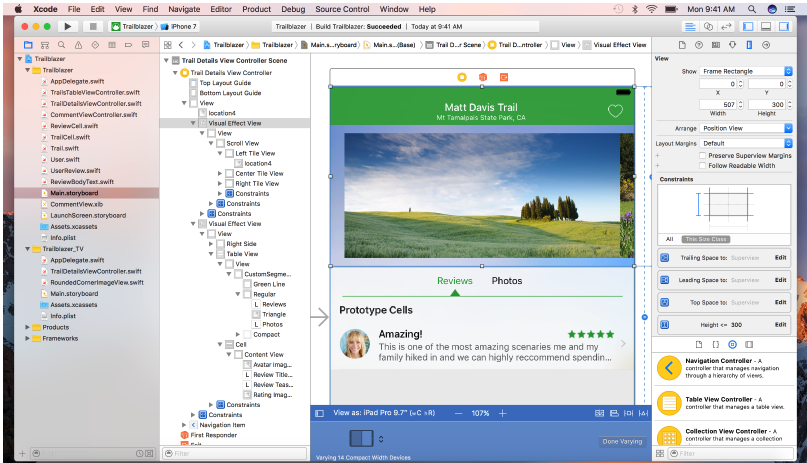 Xcode File Edit View Find Navigate Editor Product Debug Source Control Window Help Mon 9:41 AM
Trailblazer iPhone 7 Trailblazer | Build Trailblazer: Succeeded | Today at 9:41 AM
Trailblazer Trailblazer Main.s...ryboard Main.s...(Base) Trail D...r Scene Trail D...ntroller View Visual Effect View
Trailblazer
Trailblazer
AppDelegate.swift
TrailsTableViewController.swift
TrailDetailsViewController.swift
CommentViewController.swift
ReviewCell.swift
TrailCell.swift
Trail.swift
User.swift
UserReview.swift
ReviewBodyText.swift
Main.storyboard
CommentView.xib
LaunchScreen.storyboard
Assets.xcassets
Info.plist
Trailblazer_TV
AppDelegate.swift
TrailDetailsViewController.swift
RoundedCornerImageView.swift
Main.storyboard
Assets.xcassets
Info.plist
Products
Frameworks
Filter
Trail Details View Controller Scene
Trail Details View Controller
Top Layout Guide
Bottom Layout Guide
View
location4
Visual Effect View
View
Scroll View
Left Tile View
location4
Center Tile View
Right Tile View
Constraints
Constraints
Constraints
Visual Effect View
View
Right Side
Table View
View
CustomSegme...
Green Line
Regular
L Reviews
Triangle
L Photos
Compact
Cell
Content View
Avatar Imag...
L Review Title...
L Review Teas...
Rating Imag...
Constraints
Constraints
Navigation Item
First Responder
Filter
Matt Davis Trail
Mt Tamalpais State Park, CA
Reviews Photos
Prototype Cells
Amazing!
This is one of the most amazing scenaries me and my
family hiked in and we can highly reccommend spendin...
View as: iPad Pro 9.7" (wC hR) — 107% +
Varying 14 Compact Width Devices
Done Varying
View
Show Frame Rectangle
0 0
X Y
507 300
Width Height
Arrange Position View
Layout Margins Default
+ Preserve Superview Margins
+ Follow Readable Width
Constraints
All This Size Class
Trailing Space to: Superview Edit
Leading Space to: Superview Edit
Top Space to: Superview Edit
Height <= 300 Edit
Navigation Controller - A
controller that manages navigation
through a hierarchy of views.
Table View Controller - A
controller that manages a table view.
Collection View Controller - A
controller that manages a collection
Filter